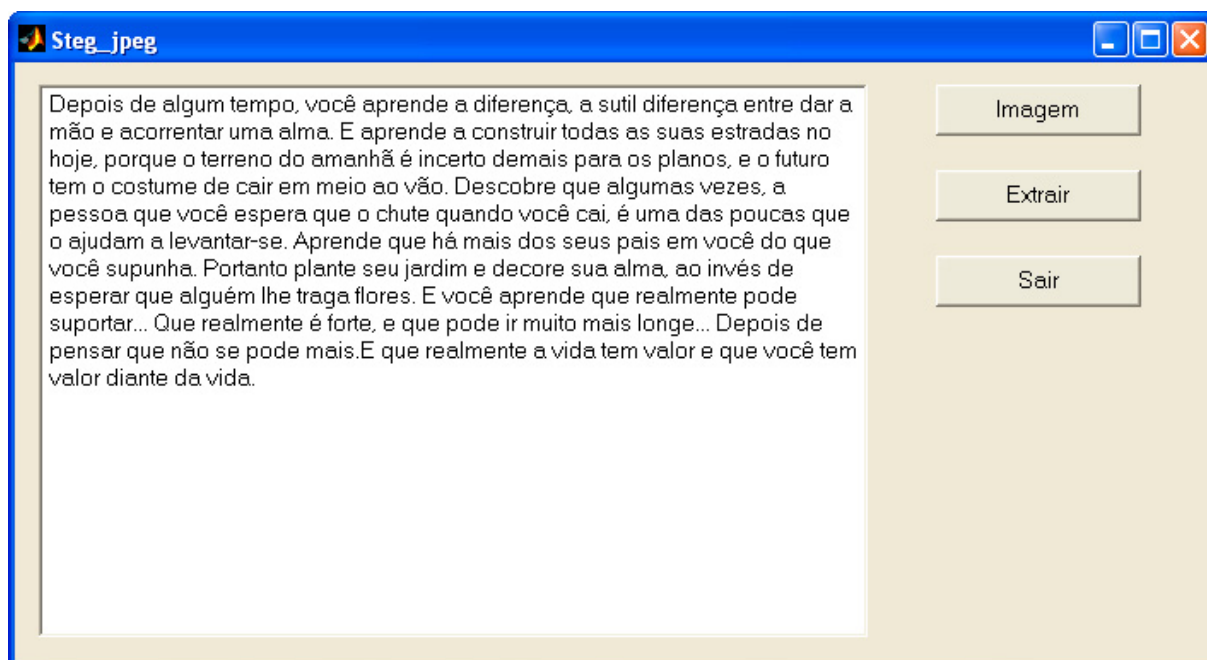 Steg_jpeg
Depois de algum tempo, você aprende a diferença, a sutil diferença entre dar a
mão e acorrentar uma alma. E aprende a construir todas as suas estradas no
hoje, porque o terreno do amanhã é incerto demais para os planos, e o futuro
tem o costume de cair em meio ao vão. Descobre que algumas vezes, a
pessoa que você espera que o chute quando você cai, é uma das poucas que
o ajudam a levantar-se. Aprende que há mais dos seus pais em você do que
você supunha. Portanto plante seu jardim e decore sua alma, ao invés de
esperar que alguém lhe traga flores. E você aprende que realmente pode
suportar... Que realmente é forte, e que pode ir muito mais longe... Depois de
pensar que não se pode mais.E que realmente a vida tem valor e que você tem
valor diante da vida.
Imagem
Extrair
Sair